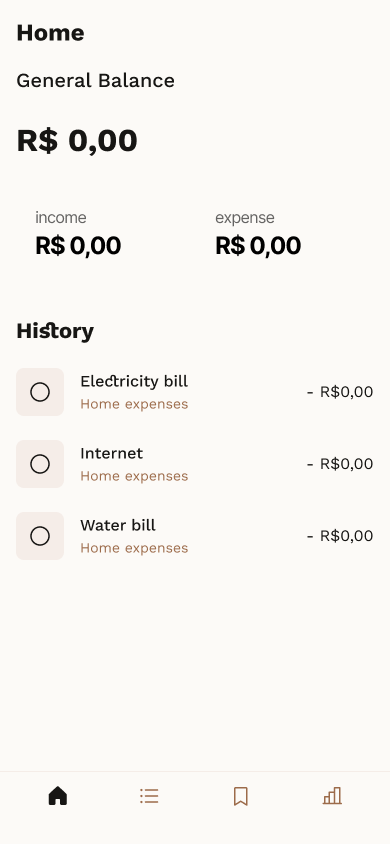 Home
General Balance
R$ 0,00
income
expense
R$ 0,00
R$ 0,00
History
Electricity bill
Home expenses
- R$0,00
Internet
Home expenses
- R$0,00
Water bill
Home expenses
- R$0,00